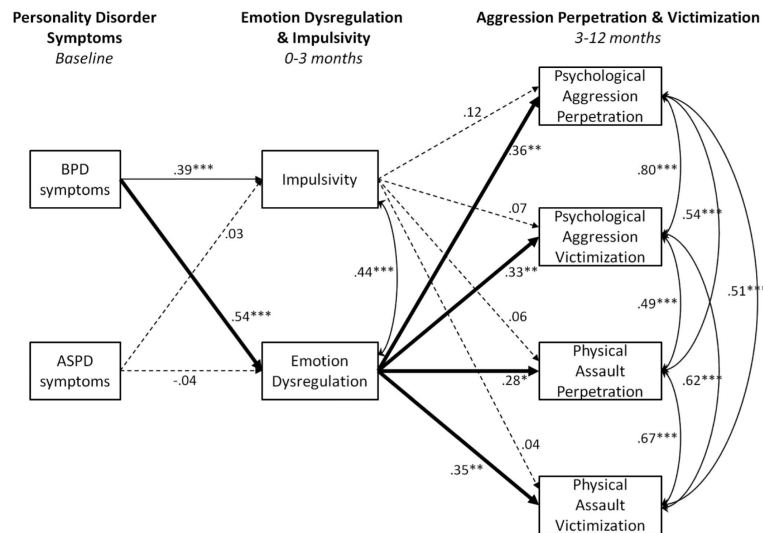 Personality Disorder
Symptoms
Baseline
Emotion Dysregulation
& Impulsivity
0-3 months
Aggression Perpetration & Victimization
3-12 months
Psychological
Aggression
Perpetration
.12
.36**
.80***
BPD
symptoms
.39***
Impulsivity
.07
.54***
Psychological
Aggression
Victimization
.03
.33**
.44***
.51***
.49***
.06
.54***
ASPD
symptoms
-.04
Emotion
Dysregulation
.28*
Physical
Assault
Perpetration
.62***
.04
.67***
.35**
Physical
Assault
Victimization